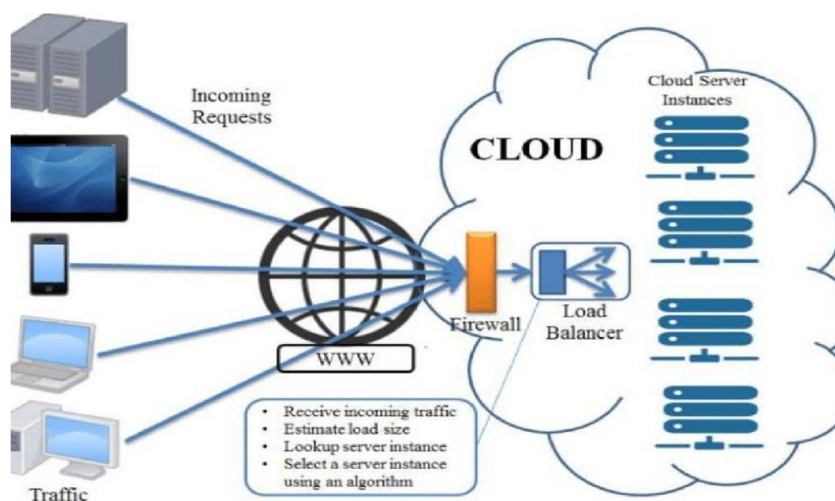 Incoming
Requests
Cloud Server
Instances
CLOUD
Firewall
Load
Balancer
WWW
• Receive incoming traffic
• Estimate load size
• Lookup server instance
• Select a server instance
using an algorithm
Traffic